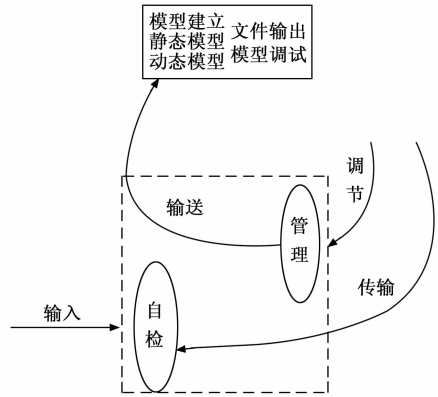 模型建立
静态模型 文件输出
动态模型 模型调试
调节
输送
管理
传输
自检
输入